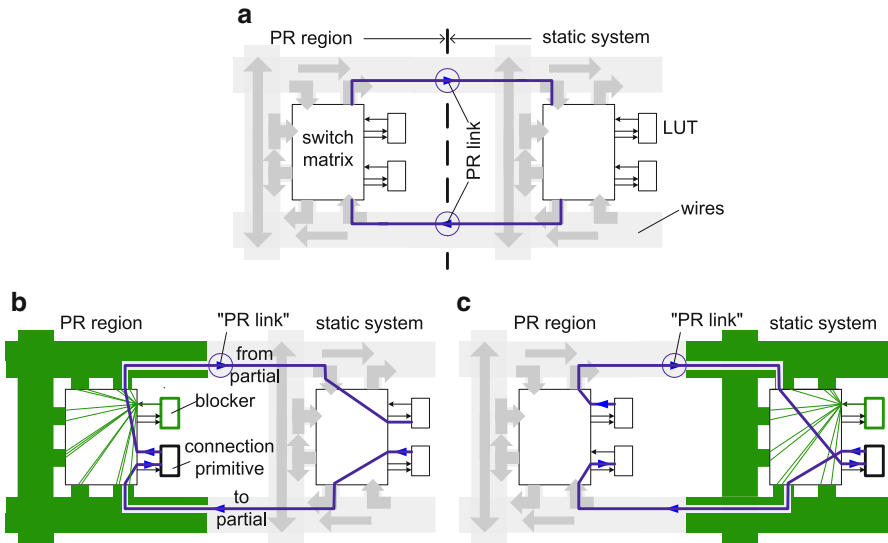 a
PR region
static system
switch
matrix
PR link
LUT
wires
b
"PR link"
PR region
static system
from
partial
blocker
connection
primitive
to
partial
c
"PR link"
PR region
static system